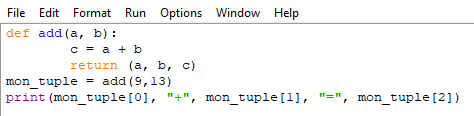 File Edit Format Run Options Window Help
def add(a, b):
        c = a + b
        return (a, b, c)
mon_tuple = add(9,13)
print(mon_tuple[0], "+", mon_tuple[1], "=", mon_tuple[2])